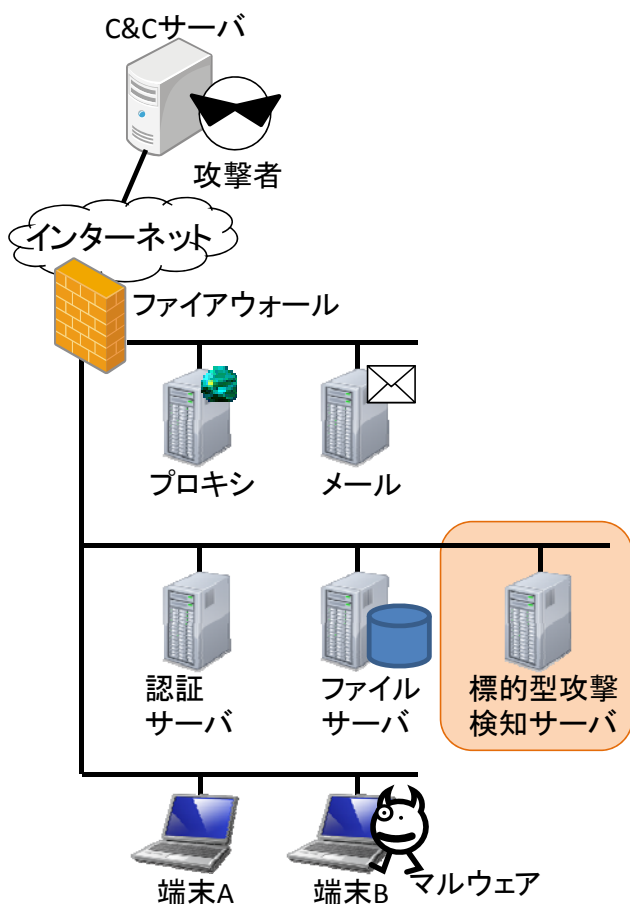 C&Cサーバ
攻撃者
インターネット
ファイアウォール
プロキシ
メール
認証
サーバ
ファイル
サーバ
標的型攻撃
検知サーバ
端末A
端末B
マルウェア